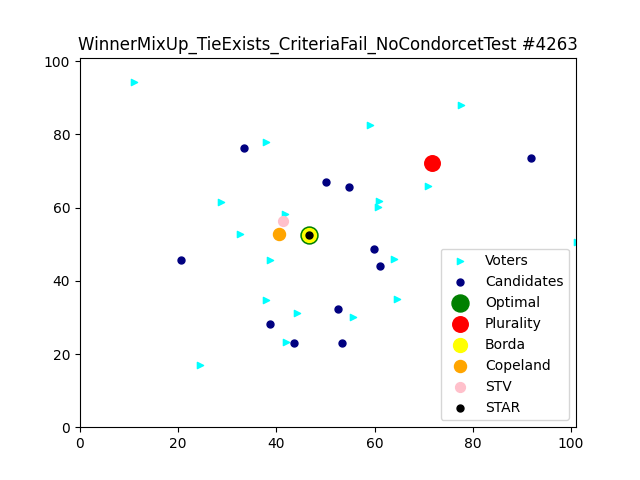 WinnerMixUp_TieExists_CriteriaFail_NoCondorcetTest #4263
100
80
60
40
20
0
0 20 40 60 80 100
Voters
Candidates
Optimal
Plurality
Borda
Copeland
STV
STAR